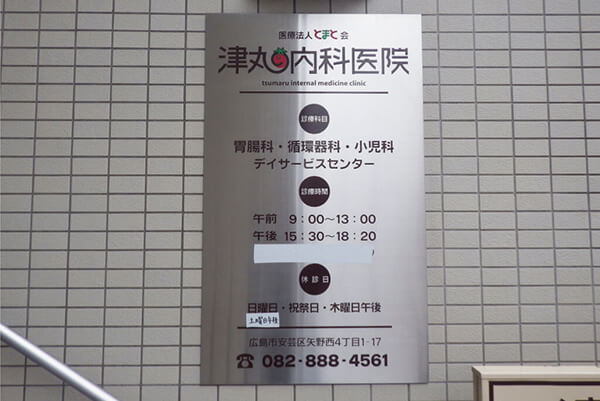 医療法人 とまと 会
津丸内科医院
tsumaru internal medicine clinic
診療科目
胃腸科・循環器科・小児科
デイサービスセンター
診療時間
午前 9：00〜13：00
午後 15：30〜18：20
休診日
日曜日・祝祭日・木曜日午後
土曜日午後
広島市安芸区矢野西4丁目1-17
☎ 082-888-4561